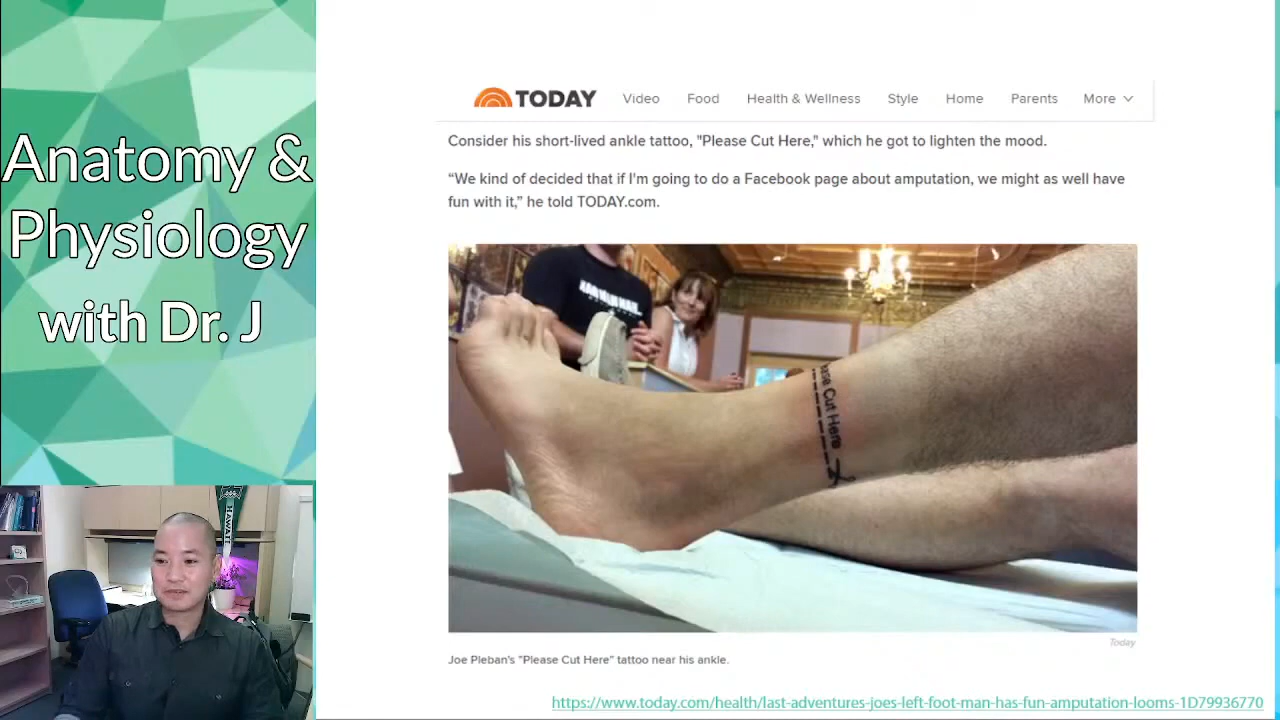 Anatomy &
Physiology
with Dr. J
HAWAI'I
TODAY Video Food Health & Wellness Style Home Parents More
Consider his short-lived ankle tattoo, "Please Cut Here," which he got to lighten the mood.
“We kind of decided that if I'm going to do a Facebook page about amputation, we might as well have
fun with it,” he told TODAY.com.
Cut Here
Today
Joe Pleban's "Please Cut Here" tattoo near his ankle.
https://www.today.com/health/last-adventures-joes-left-foot-man-has-fun-amputation-looms-1D79936770